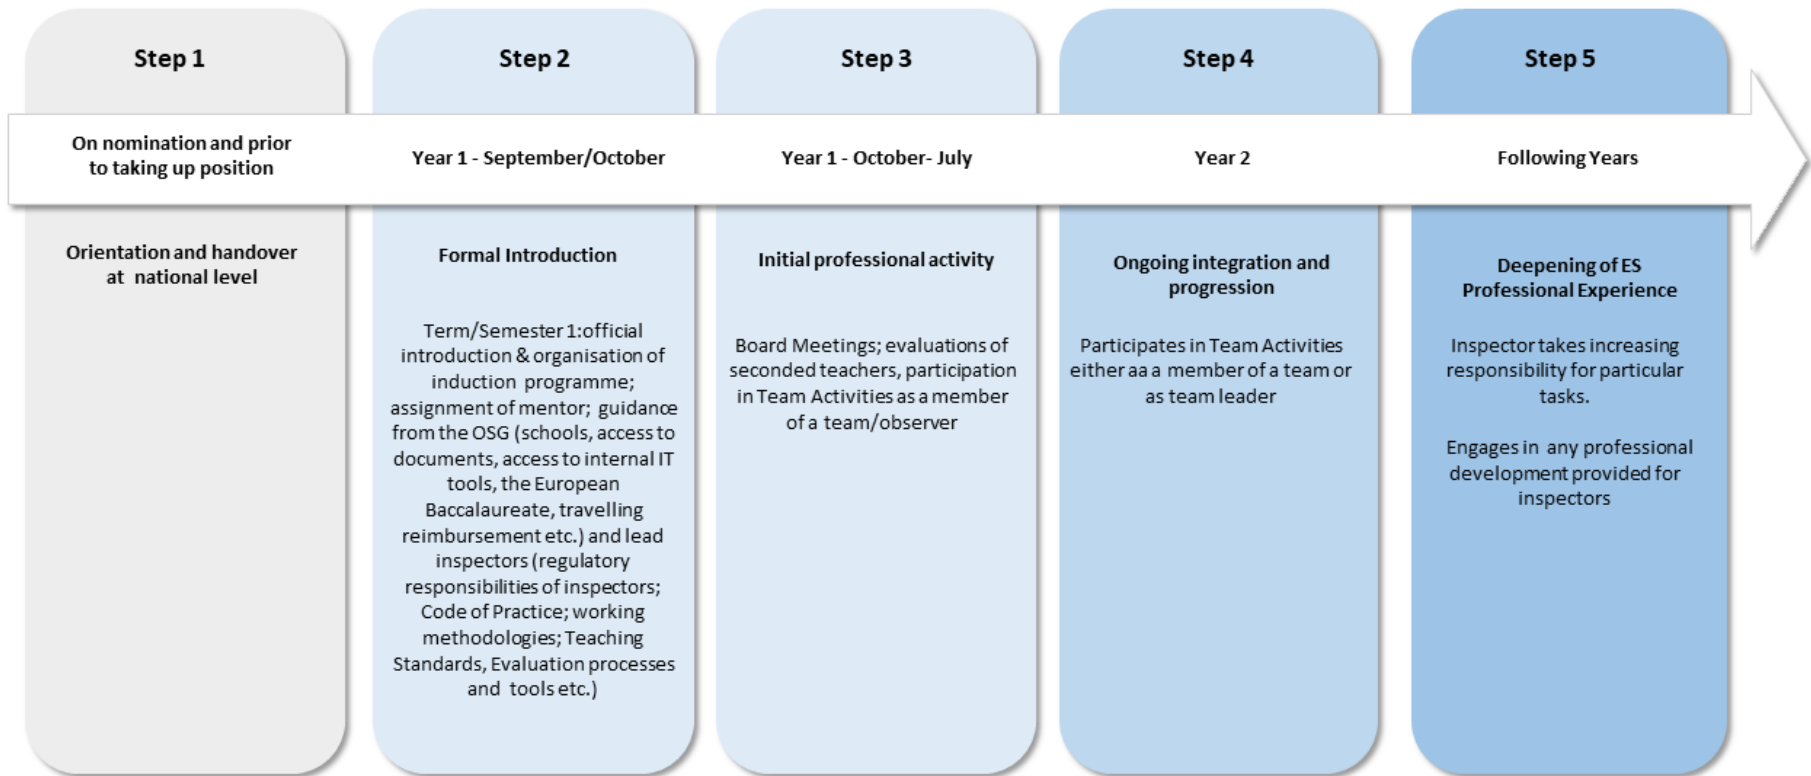 Step 1
On nomination and prior
to taking up position
Orientation and handover
at national level
Step 2
Year 1 - September/October
Formal Introduction
Term/Semester 1:official
introduction & organisation of
induction programme;
assignment of mentor; guidance
from the OSG (schools, access to
documents, access to internal IT
tools, the European
Baccalaureate, travelling
reimbursement etc.) and lead
inspectors (regulatory
responsibilities of inspectors;
Code of Practice; working
methodologies; Teaching
Standards, Evaluation processes
and tools etc.)
Step 3
Year 1 - October- July
Initial professional activity
Board Meetings; evaluations of
seconded teachers, participation
in Team Activities as a member
of a team/observer
Step 4
Year 2
Ongoing integration and
progression
Participates in Team Activities
either aa a member of a team or
as team leader
Step 5
Following Years
Deepening of ES
Professional Experience
Inspector takes increasing
responsibility for particular
tasks.
Engages in any professional
development provided for
inspectors